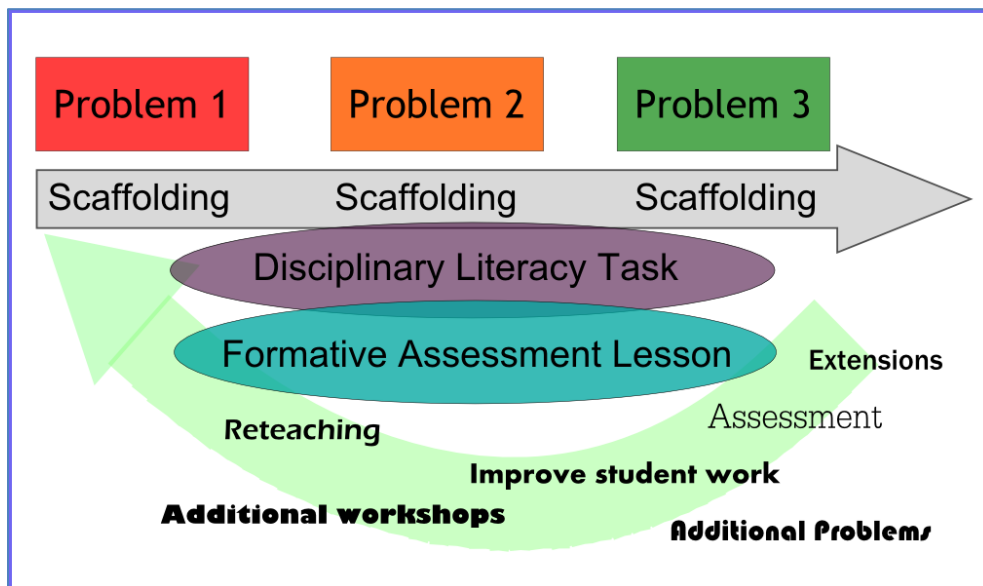 Problem 1
Problem 2
Problem 3
Scaffolding
Scaffolding
Scaffolding
Disciplinary Literacy Task
Formative Assessment Lesson
Extensions
Assessment
Reteaching
Improve student work
Additional workshops
Additional Problems